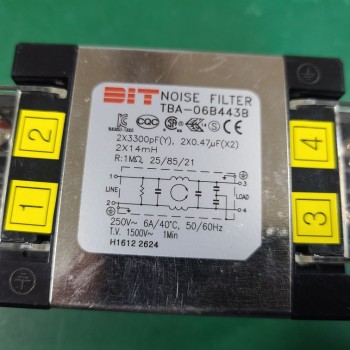 BIT NOISE FILTER
TBA-06B443B
CQC
2X3300pF(Y), 2X0.47μF(X2)
2X14mH
R:1MΩ, 25/85/21
1 3
LINE LOAD
2 4
250V~ 6A/40°C, 50/60Hz
T.V. 1500V~ 1Min
H1612 2624
2
1
4
3